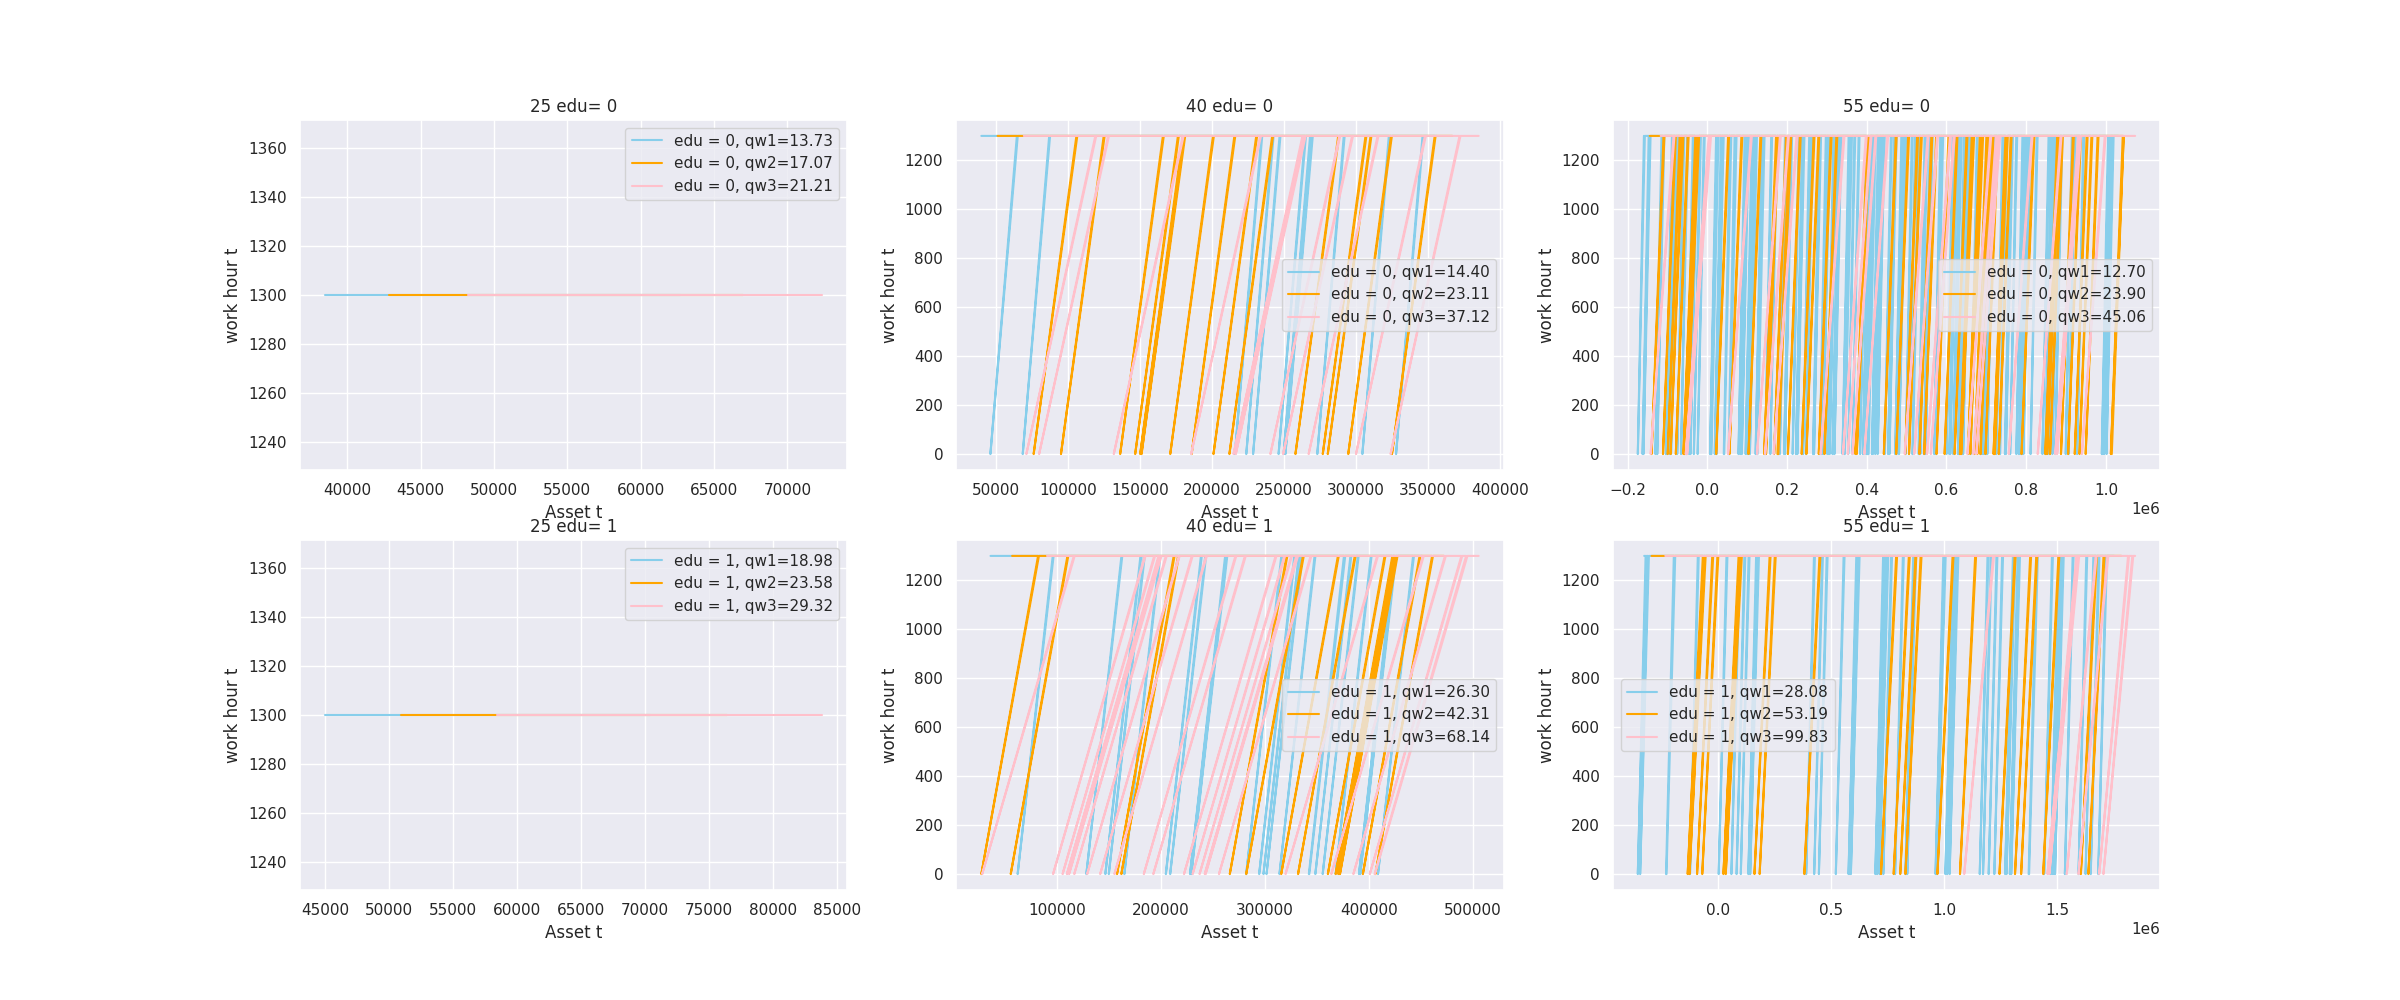 25 edu= 0
40 edu= 0
55 edu= 0
work hour t
1360
1340
1320
1300
1280
1260
1240
edu = 0, qw1=13.73
edu = 0, qw2=17.07
edu = 0, qw3=21.21
40000 45000 50000 55000 60000 65000 70000
Asset t
work hour t
1200
1000
800
600
400
200
0
edu = 0, qw1=14.40
edu = 0, qw2=23.11
edu = 0, qw3=37.12
50000 100000 150000 200000 250000 300000 350000 400000
Asset t
work hour t
1200
1000
800
600
400
200
0
edu = 0, qw1=12.70
edu = 0, qw2=23.90
edu = 0, qw3=45.06
−0.2 0.0 0.2 0.4 0.6 0.8 1.0
1e6
Asset t
25 edu= 1
40 edu= 1
55 edu= 1
work hour t
1360
1340
1320
1300
1280
1260
1240
edu = 1, qw1=18.98
edu = 1, qw2=23.58
edu = 1, qw3=29.32
45000 50000 55000 60000 65000 70000 75000 80000 85000
Asset t
work hour t
1200
1000
800
600
400
200
0
edu = 1, qw1=26.30
edu = 1, qw2=42.31
edu = 1, qw3=68.14
100000 200000 300000 400000 500000
Asset t
work hour t
1200
1000
800
600
400
200
0
edu = 1, qw1=28.08
edu = 1, qw2=53.19
edu = 1, qw3=99.83
0.0 0.5 1.0 1.5
1e6
Asset t